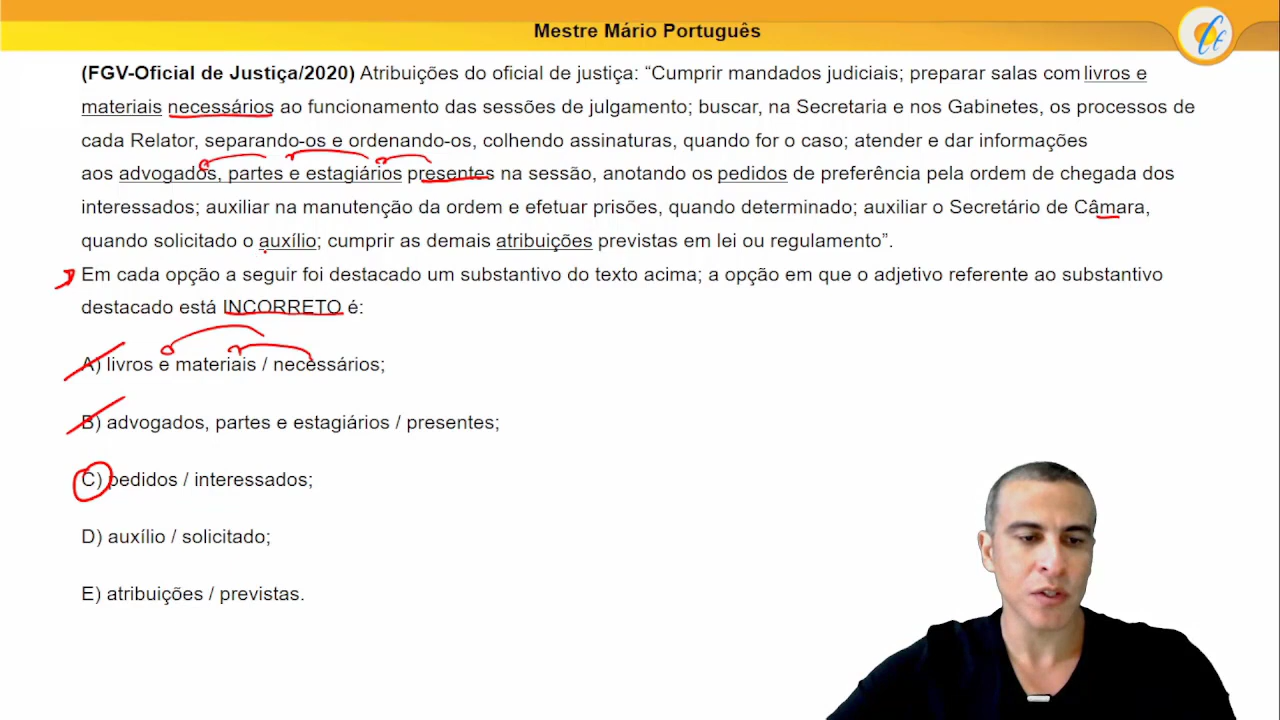 Mestre Mário Português
(FGV-Oficial de Justiça/2020) Atribuições do oficial de justiça: “Cumprir mandados judiciais; preparar salas com livros e
materiais necessários ao funcionamento das sessões de julgamento; buscar, na Secretaria e nos Gabinetes, os processos de
cada Relator, separando-os e ordenando-os, colhendo assinaturas, quando for o caso; atender e dar informações
aos advogados, partes e estagiários presentes na sessão, anotando os pedidos de preferência pela ordem de chegada dos
interessados; auxiliar na manutenção da ordem e efetuar prisões, quando determinado; auxiliar o Secretário de Câmara,
quando solicitado o auxílio; cumprir as demais atribuições previstas em lei ou regulamento”.
Em cada opção a seguir foi destacado um substantivo do texto acima; a opção em que o adjetivo referente ao substantivo
destacado está INCORRETO é:
A) livros e materiais / necessários;
B) advogados, partes e estagiários / presentes;
C) pedidos / interessados;
D) auxílio / solicitado;
E) atribuições / previstas.